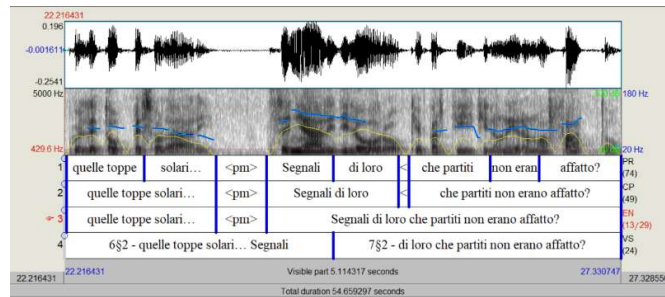 22.216431
0.196
-0.001611
-0.2541
5000 Hz
180 Hz
429.6 Hz
20 Hz
1 quelle toppe solari… <pm> Segnali di loro < che partiti non eran affatto? PR (74)
2 quelle toppe solari… <pm> Segnali di loro < che partiti non erano affatto? CP (49)
3 quelle toppe solari… <pm> Segnali di loro che partiti non erano affatto? EN (13/29)
4 6§2 - quelle toppe solari… Segnali 7§2 - di loro che partiti non erano affatto? VS (24)
22.216431 Visible part 5.114317 seconds 27.330747
22.216431 27.328550
Total duration 54.659297 seconds